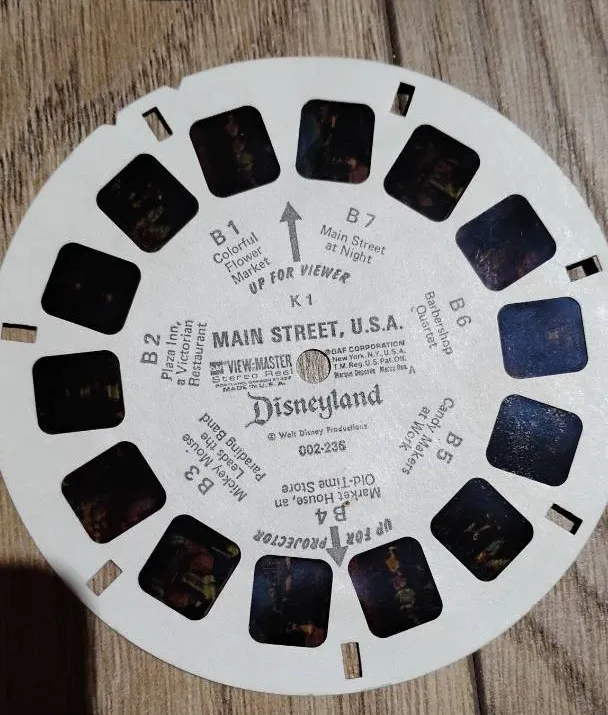 B1
Colorful
Flower
Market
B7
Main Street
at Night
UP FOR VIEWER
K1
MAIN STREET, U.S.A.
VIEW-MASTER
Stereo Reel
MADE IN U.S.A.
GAF CORPORATION
New York, N.Y., U.S.A.
T.M. Reg. U.S. Pat. Off.
Disneyland
© Walt Disney Productions
002-236
B6
Barbershop
Quartet
B5
Candy Makers
at Work
B4
Market House, an
Old-Time Store
B3
Mickey Mouse
Leads the
Parading Band
B2
Plaza Inn,
a Victorian
Restaurant
UP FOR PROJECTOR